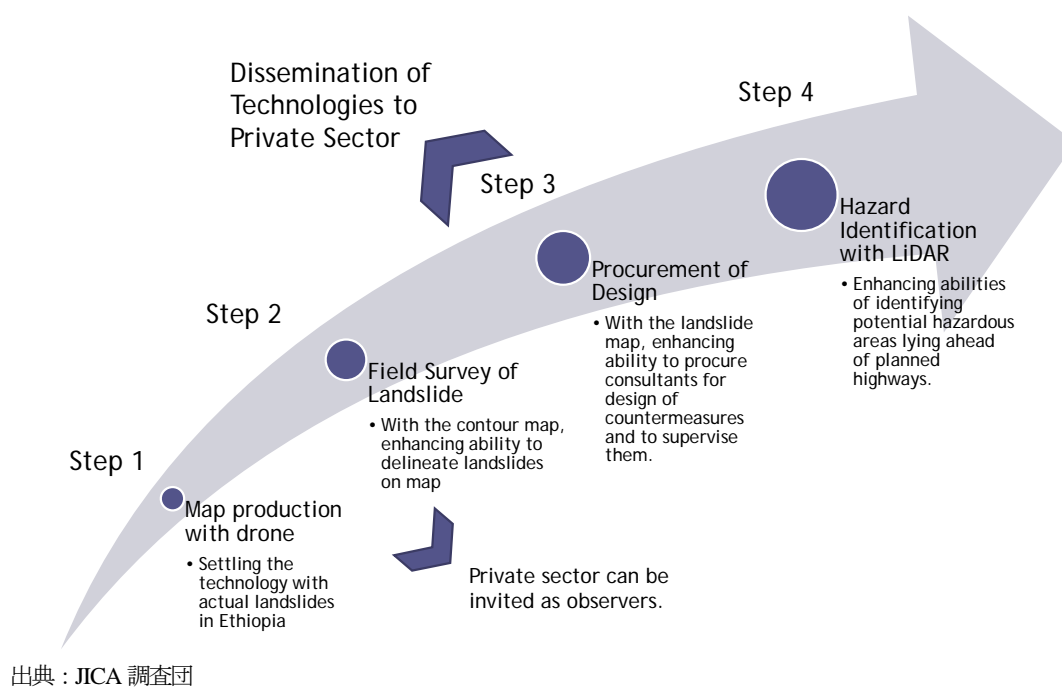 Dissemination of
Technologies to
Private Sector
Step 1
Map production
with drone
• Settling the
technology with
actual landslides
in Ethiopia
Step 2
Field Survey of
Landslide
• With the contour map,
enhancing ability to
delineate landslides
on map
Private sector can be
invited as observers.
Step 3
Procurement of
Design
• With the landslide
map, enhancing
ability to procure
consultants for
design of
countermeasures
and to supervise
them.
Step 4
Hazard
Identification
with LiDAR
• Enhancing abilities
of identifying
potential hazardous
areas lying ahead
of planned
highways.
出典：JICA 調査団